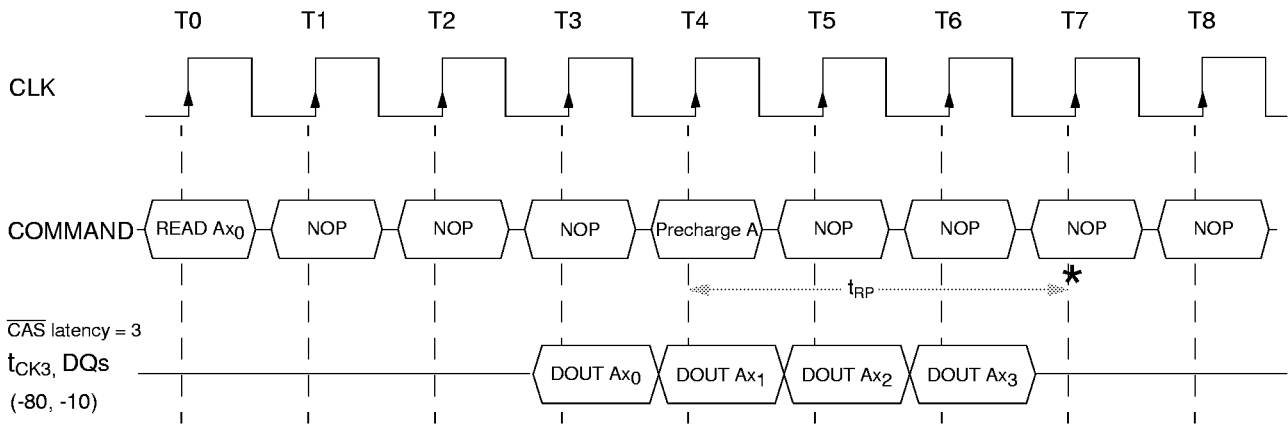 T0 T1 T2 T3 T4 T5 T6 T7 T8
CLK
COMMAND READ Ax0 NOP NOP NOP Precharge A NOP NOP NOP NOP
*
tRP
CAS latency = 3
tCK3, DQs DOUT Ax0 DOUT Ax1 DOUT Ax2 DOUT Ax3
(-80, -10)